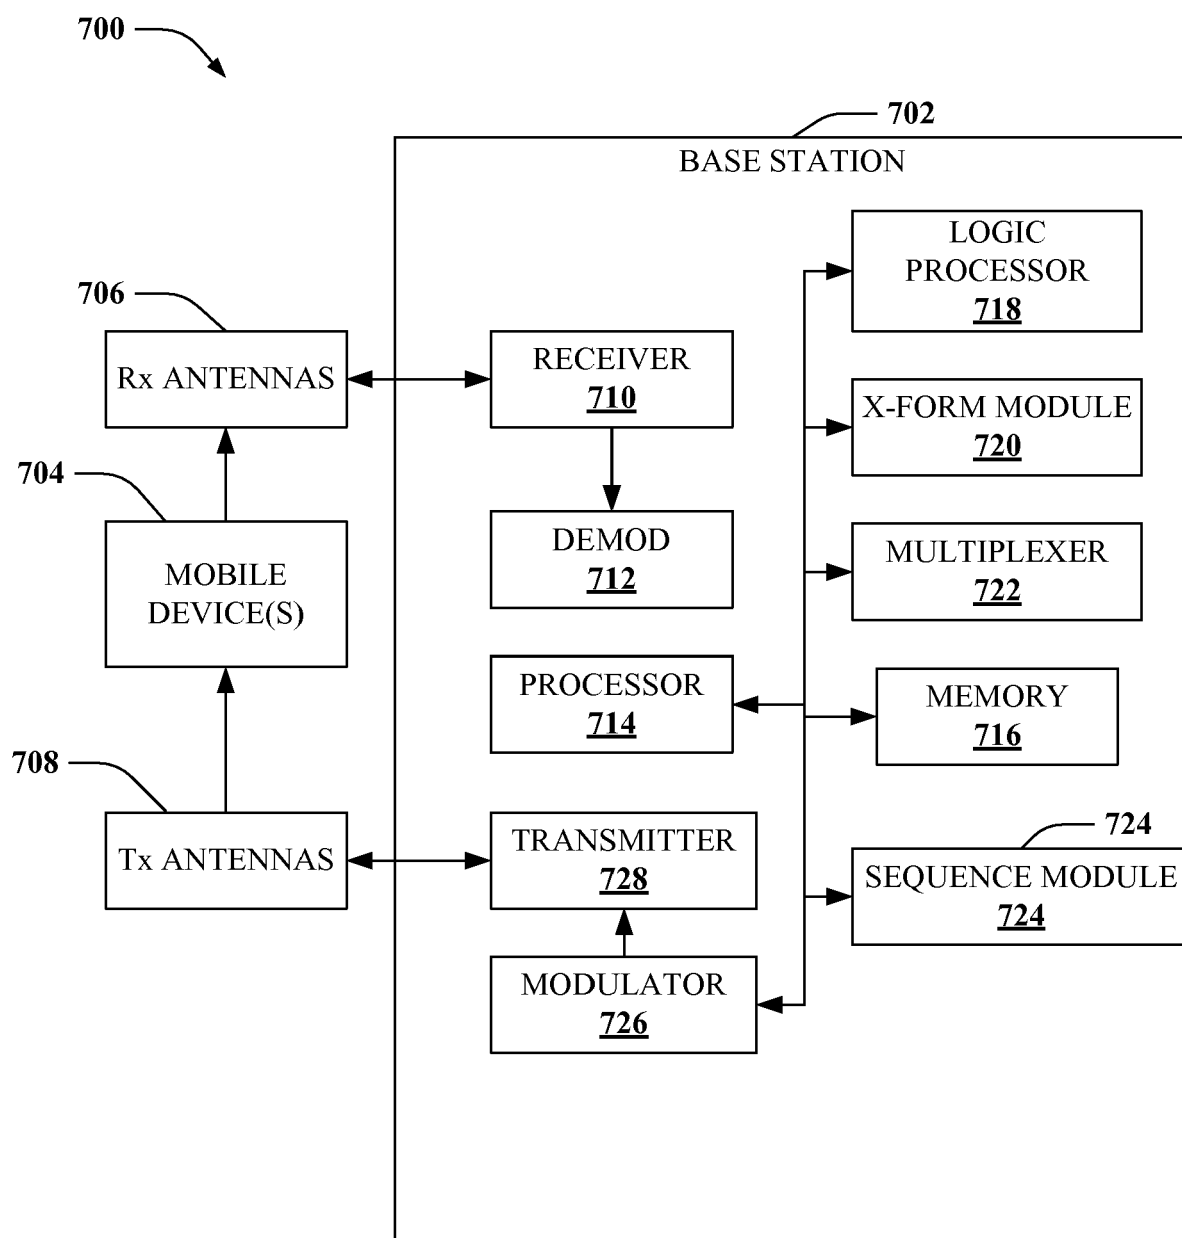 700
702
BASE STATION
LOGIC
PROCESSOR
718
706
Rx ANTENNAS
RECEIVER
710
X-FORM MODULE
720
704
MOBILE
DEVICE(S)
DEMOD
712
MULTIPLEXER
722
PROCESSOR
714
MEMORY
716
708
Tx ANTENNAS
TRANSMITTER
728
724
SEQUENCE MODULE
724
MODULATOR
726